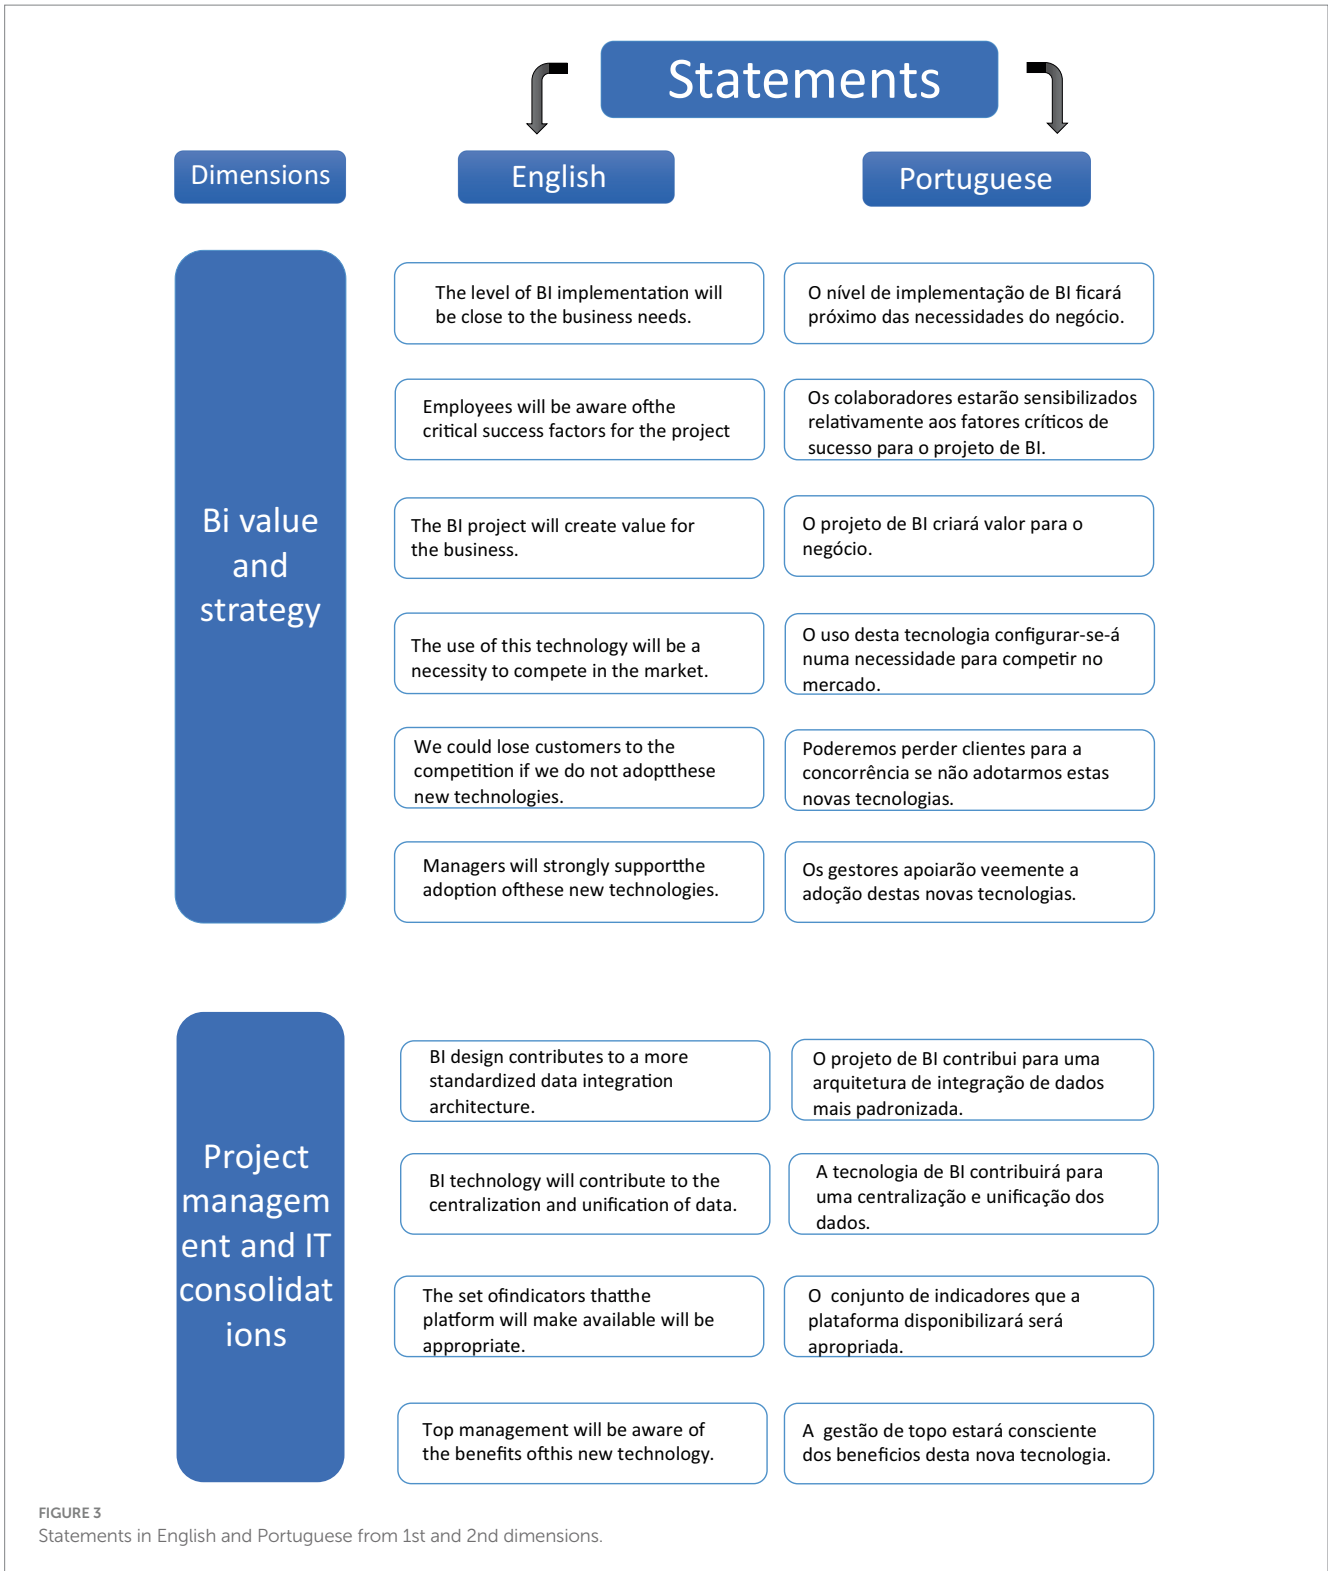 Statements
Dimensions
English
Portuguese
Bi value
and
strategy
The level of BI implementation will
be close to the business needs.
O nível de implementação de BI ficará
próximo das necessidades do negócio.
Employees will be aware ofthe
critical success factors for the project
Os colaboradores estarão sensibilizados
relativamente aos fatores críticos de
sucesso para o projeto de BI.
The BI project will create value for
the business.
O projeto de BI criará valor para o
negócio.
The use of this technology will be a
necessity to compete in the market.
O uso desta tecnologia configurar-se-á
numa necessidade para competir no
mercado.
We could lose customers to the
competition if we do not adoptthese
new technologies.
Poderemos perder clientes para a
concorrência se não adotarmos estas
novas tecnologias.
Managers will strongly supportthe
adoption ofthese new technologies.
Os gestores apoiarão veemente a
adoção destas novas tecnologias.
Project
managem
ent and IT
consolidat
ions
BI design contributes to a more
standardized data integration
architecture.
O projeto de BI contribui para uma
arquitetura de integração de dados
mais padronizada.
BI technology will contribute to the
centralization and unification of data.
A tecnologia de BI contribuirá para
uma centralização e unificação dos
dados.
The set ofindicators thatthe
platform will make available will be
appropriate.
O  conjunto de indicadores que a
plataforma disponibilizará será
apropriada.
Top management will be aware of
the benefits ofthis new technology.
A  gestão de topo estará consciente
dos beneficios desta nova tecnologia.
FIGURE 3
Statements in English and Portuguese from 1st and 2nd dimensions.